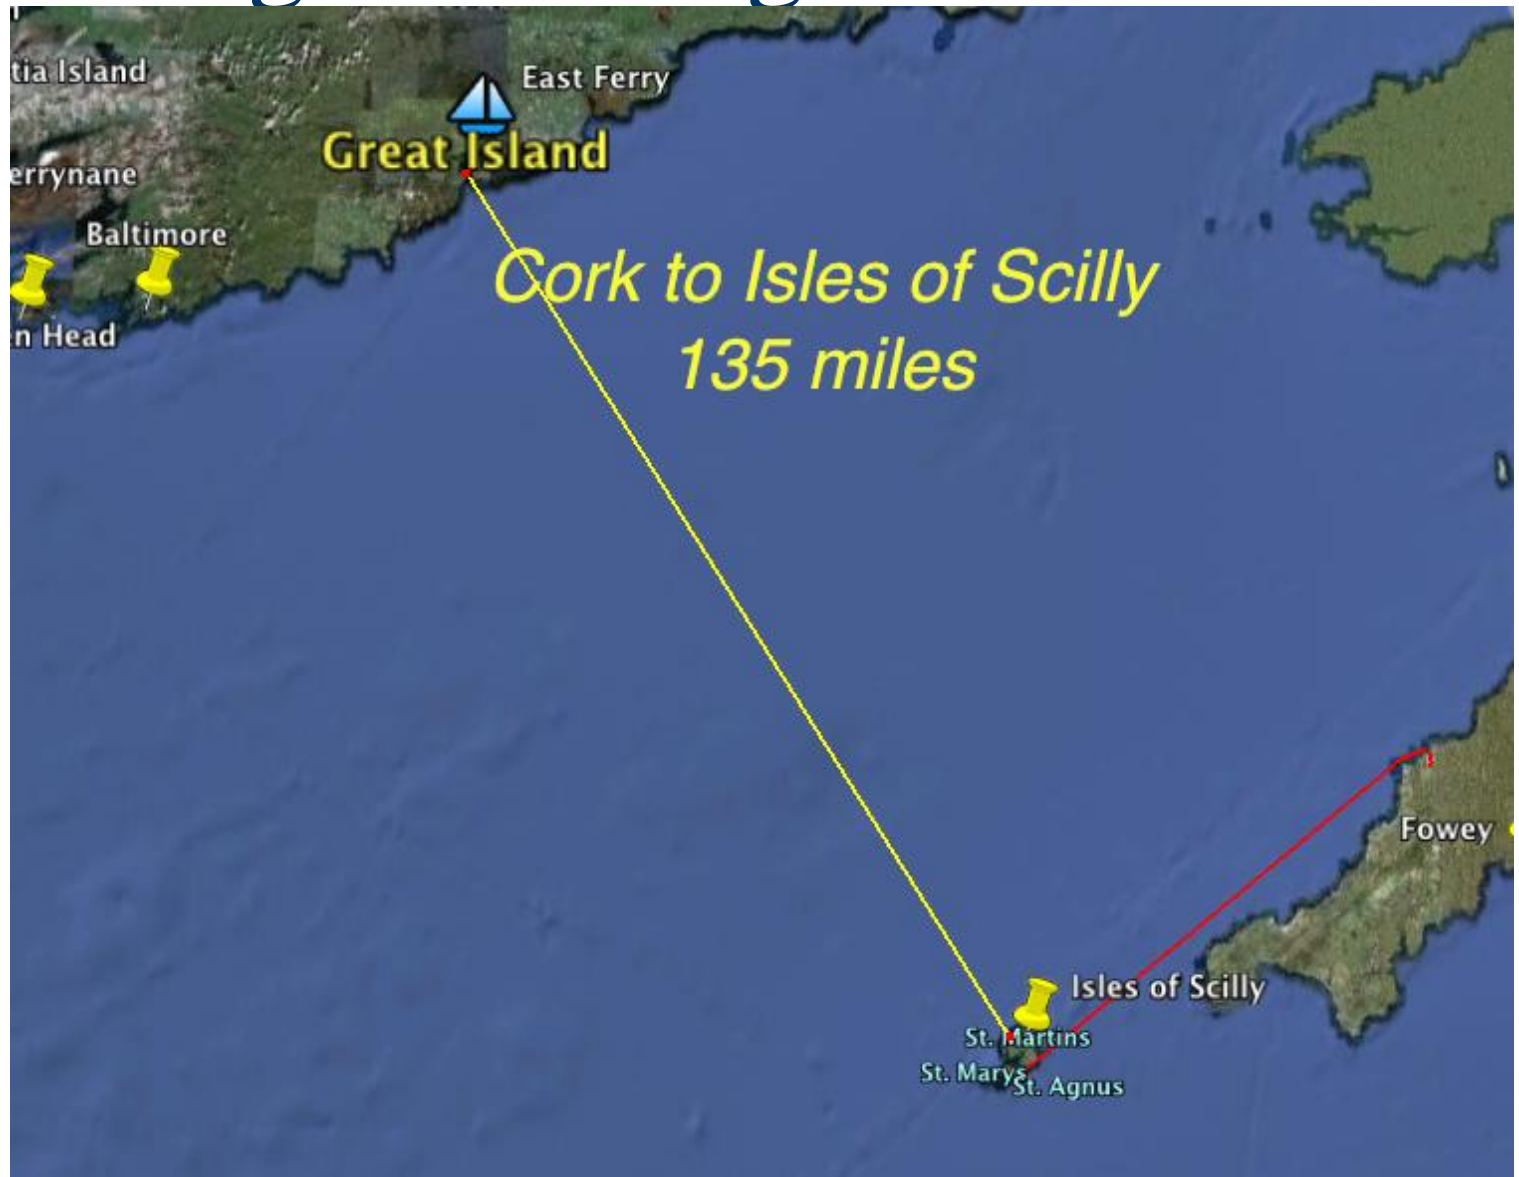 tia Island
East Ferry
Great Island
errynane
Baltimore
n Head
Cork to Isles of Scilly
135 miles
Fowey
Isles of Scilly
St. Martins
St. Marys
St. Agnus